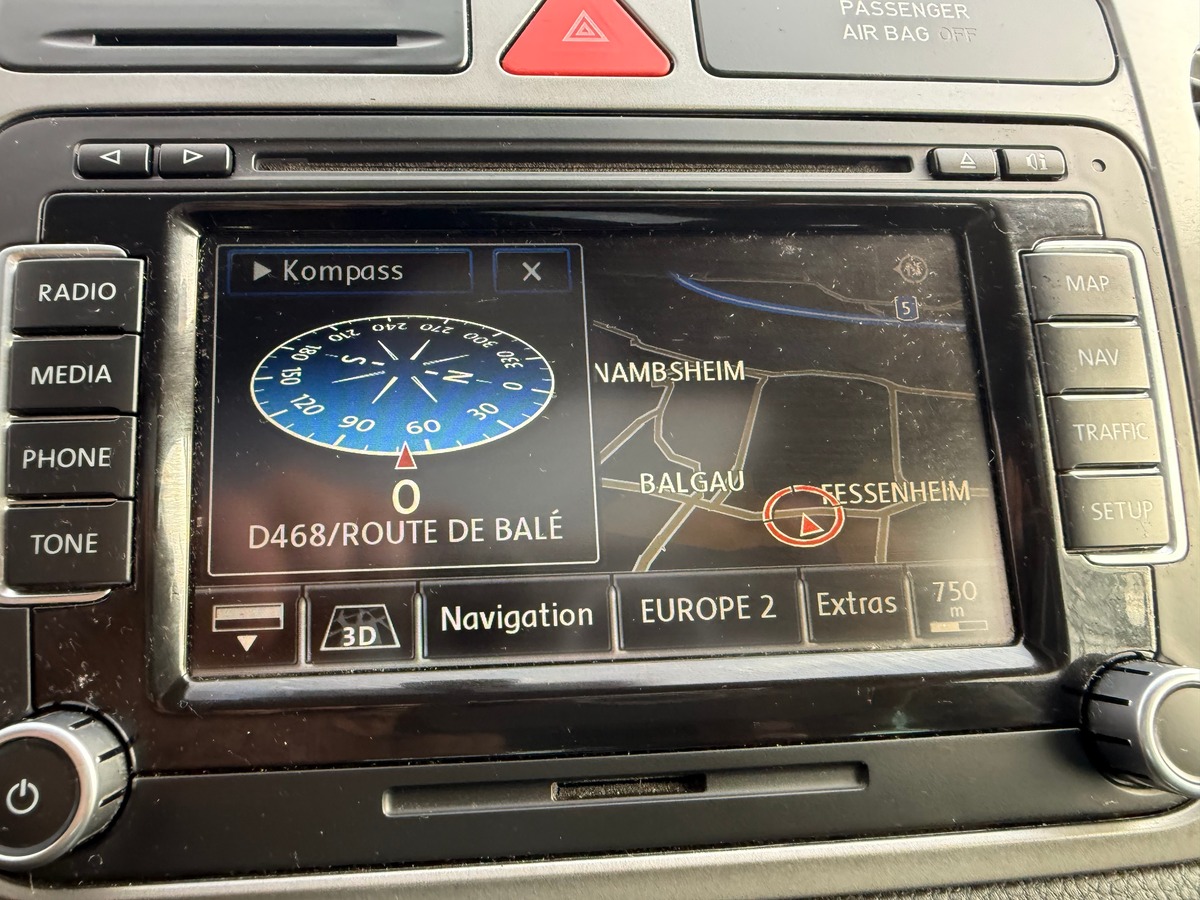 PASSENGER
AIR BAG OFF
RADIO
MEDIA
PHONE
TONE
Kompass
X
180 210 240 270 300 330 0 30 60 90 120 150
S N
0
D468/ROUTE DE BALÉ
5
NAMBSHEIM
BALGAU
FESSENHEIM
3D
Navigation
EUROPE 2
Extras
750
m
MAP
NAV
TRAFFIC
SETUP